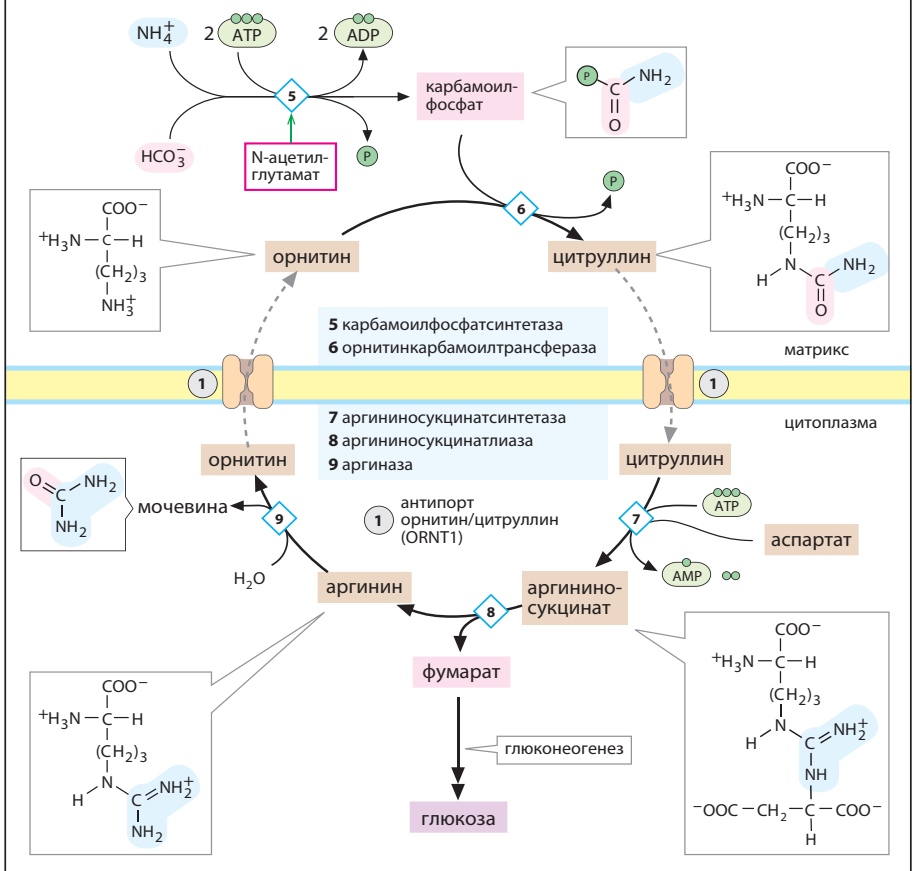 NH₄⁺
2 ATP
2 ADP
5
карбамоил-
фосфат
P
NH₂
C
O
HCO₃⁻
N-ацетил-
глутамат
P
P
6
COO⁻
⁺H₃N—C—H
(CH₂)₃
NH₃⁺
орнитин
цитруллин
COO⁻
⁺H₃N—C—H
(CH₂)₃
H N NH₂
C
O
5 карбамоилфосфатсинтетаза
6 орнитинкарбамоилтрансфераза
матрикс
1
1
7 аргининосукцинатсинтетаза
8 аргининосукцинатлиаза
9 аргиназа
цитоплазма
орнитин
цитруллин
O NH₂
C
NH₂
мочевина
9
1 антипорт
орнитин/цитруллин
(ORNT1)
7
ATP
аспартат
AMP
H₂O
аргинин
8
аргинино-
сукцинат
фумарат
глюконеогенез
глюкоза
COO⁻
⁺H₃N—C—H
(CH₂)₃
H N
C NH₂⁺
NH₂
COO⁻
⁺H₃N—C—H
(CH₂)₃
H N
C NH₂⁺
NH
⁻OOC—CH₂—C—COO⁻
H